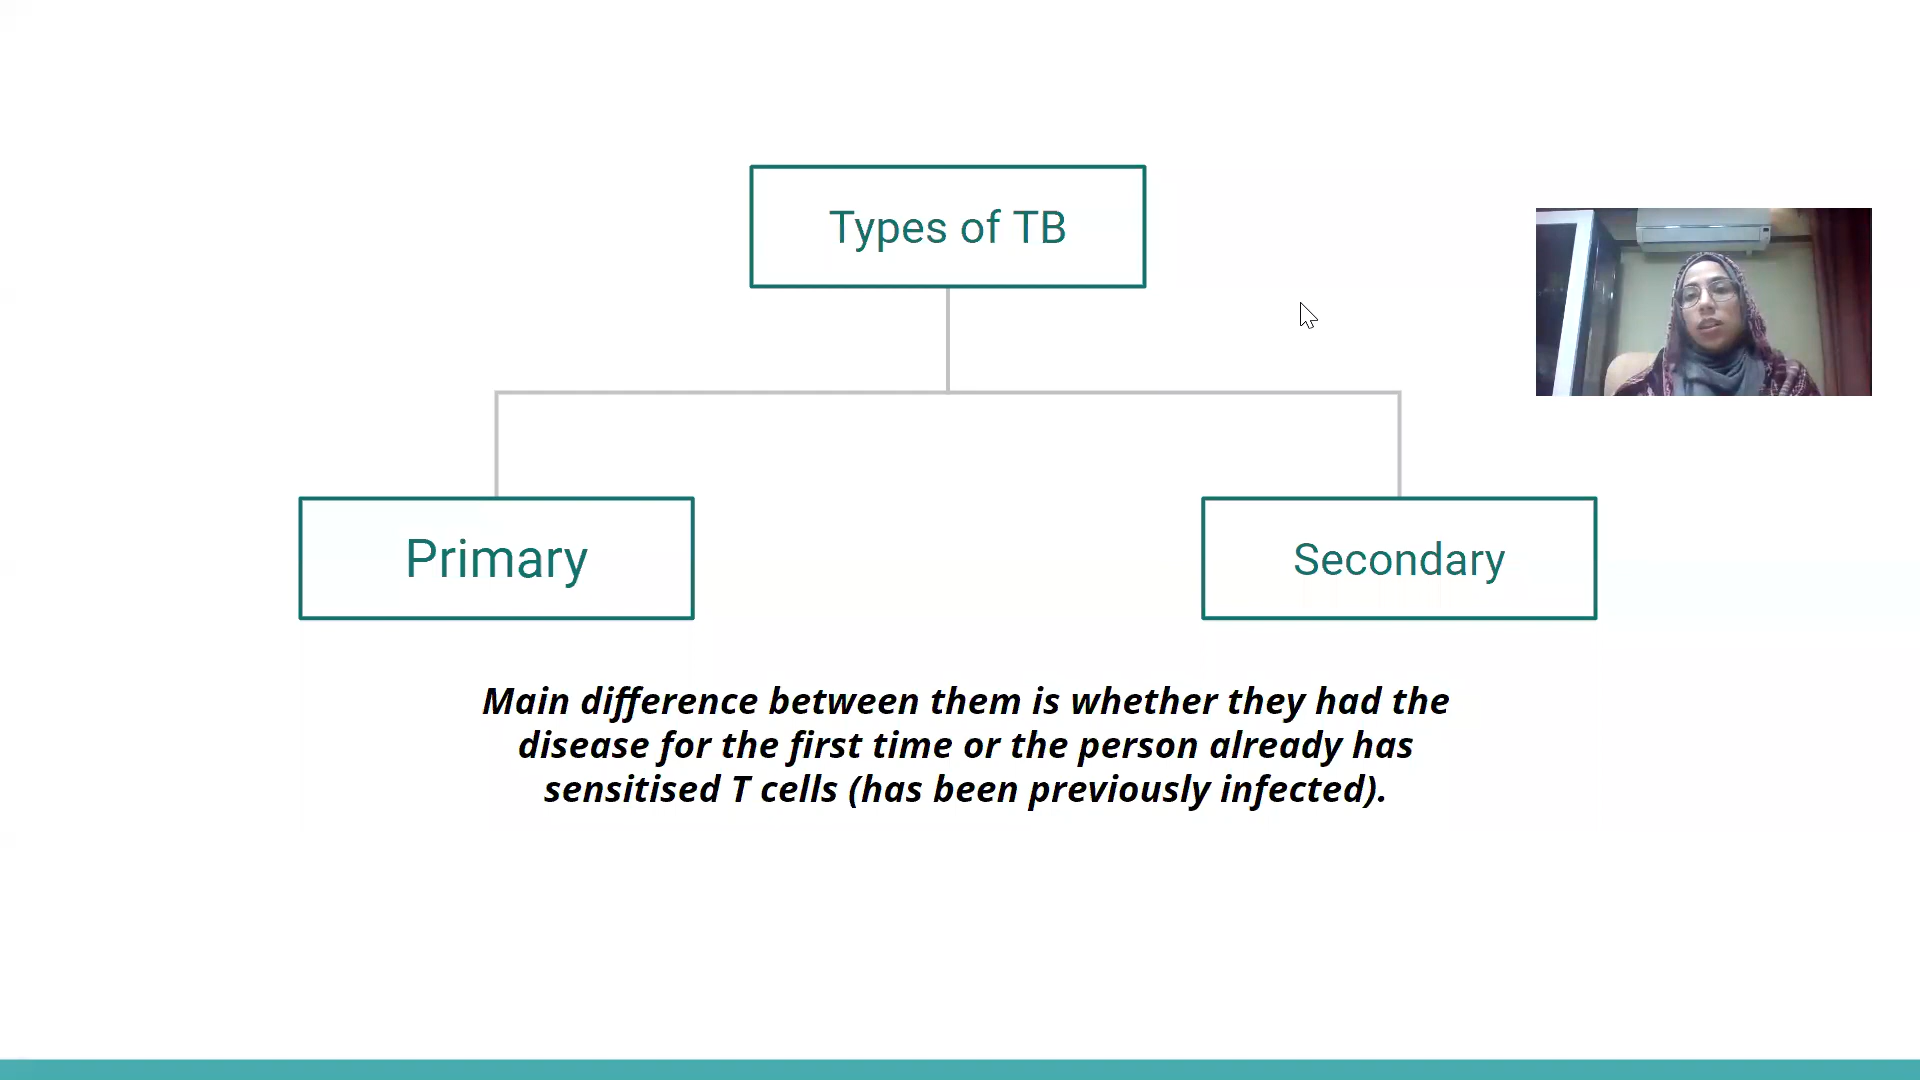 Types of TB
Primary
Secondary
Main difference between them is whether they had the
disease for the first time or the person already has
sensitised T cells (has been previously infected).